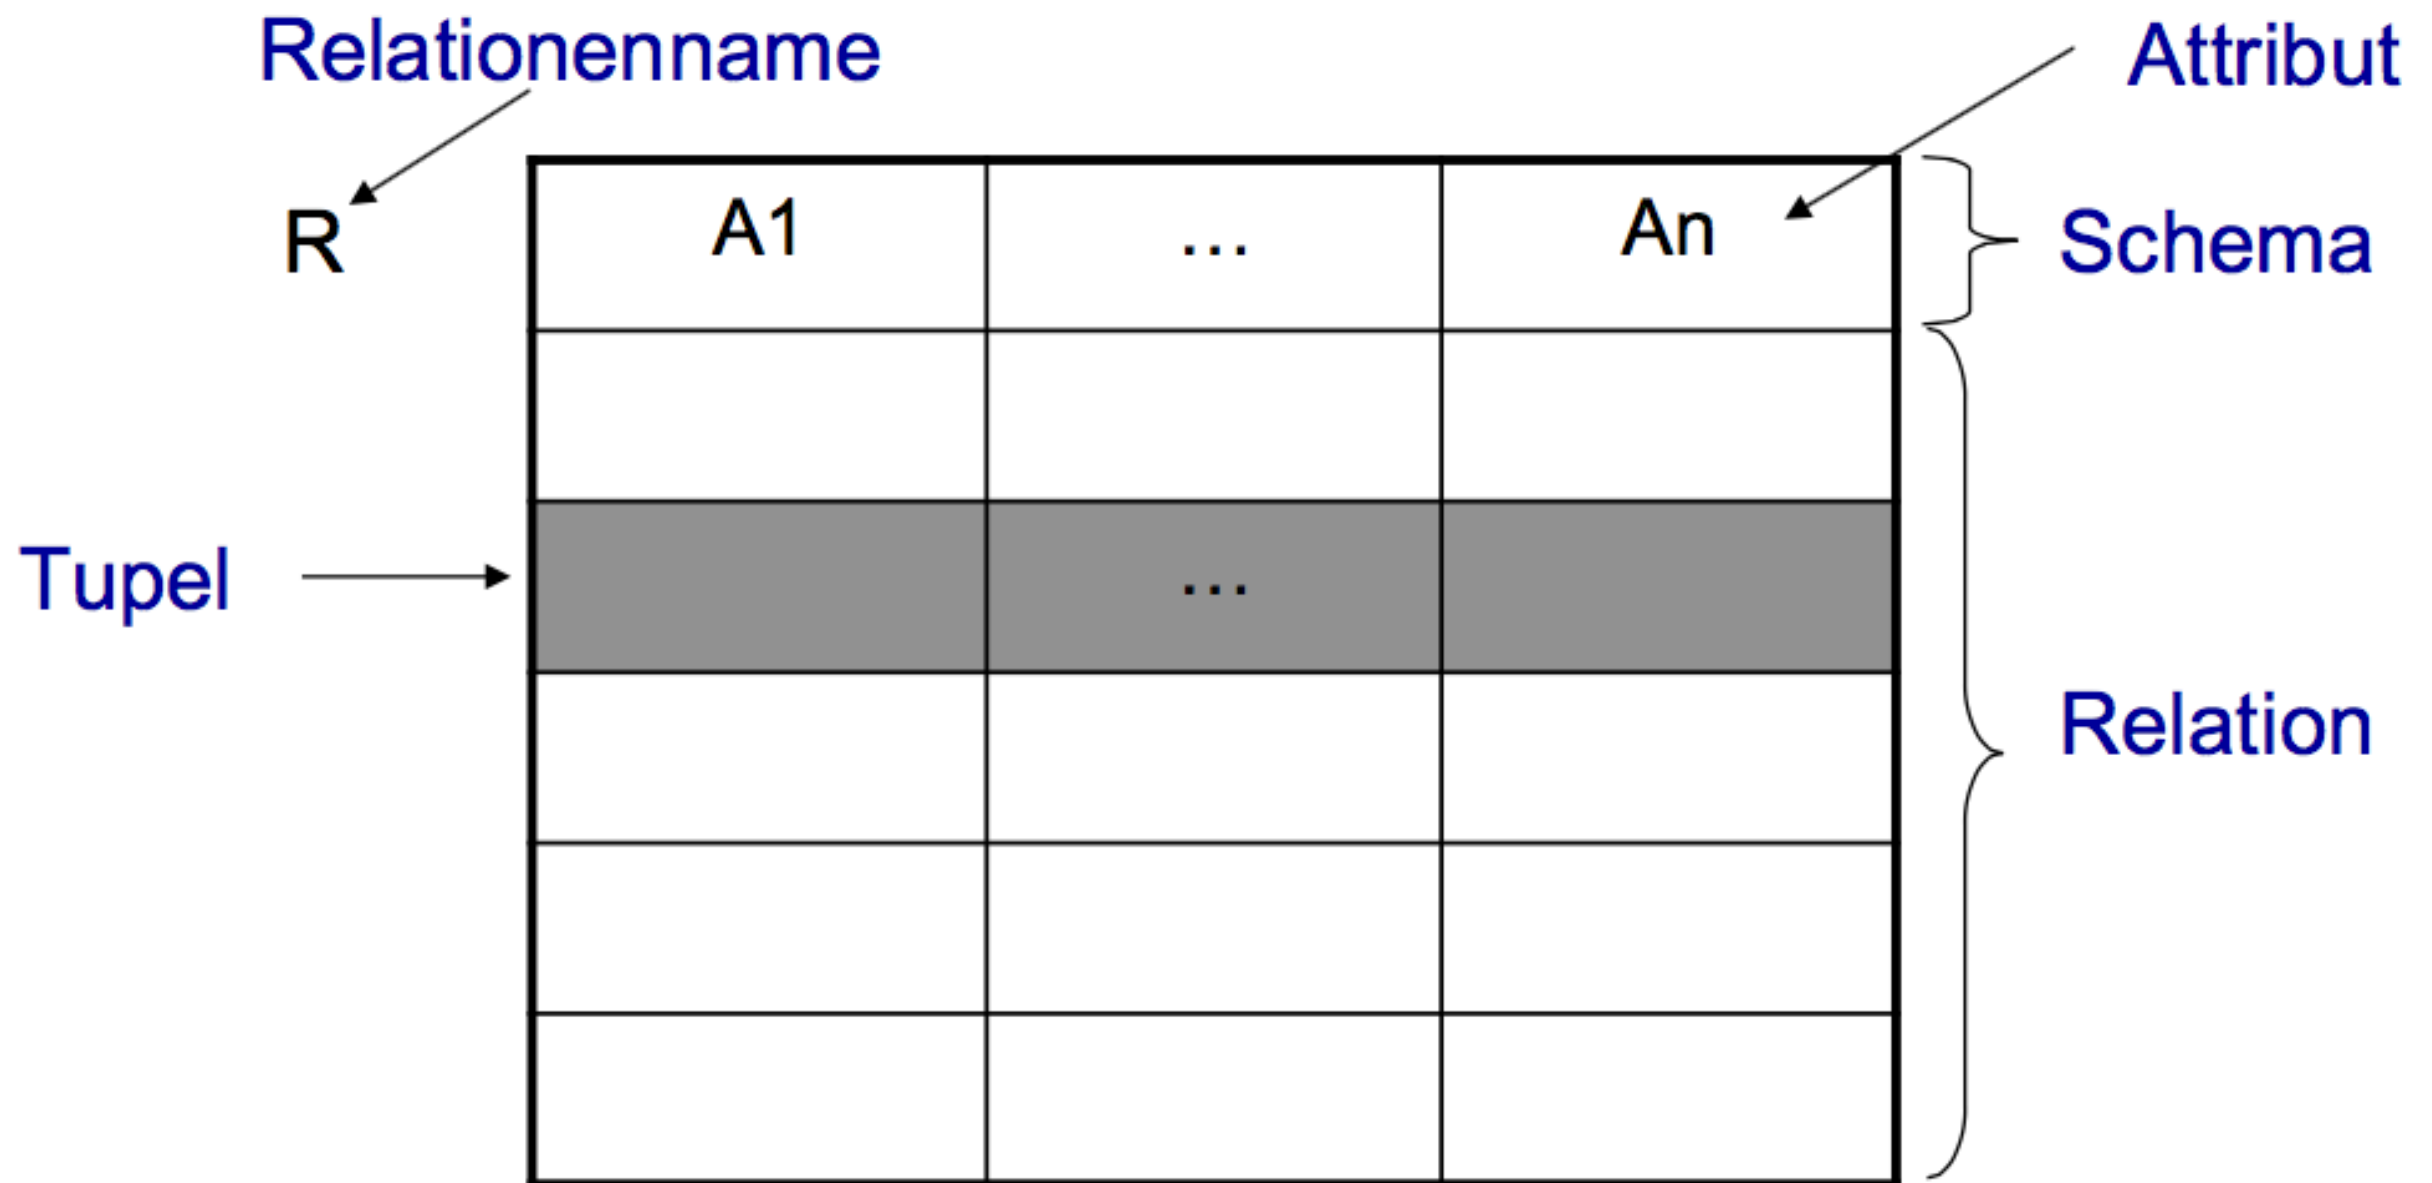 Relationenname
Attribut
R
A1
...
An
Schema
Tupel
...
Relation